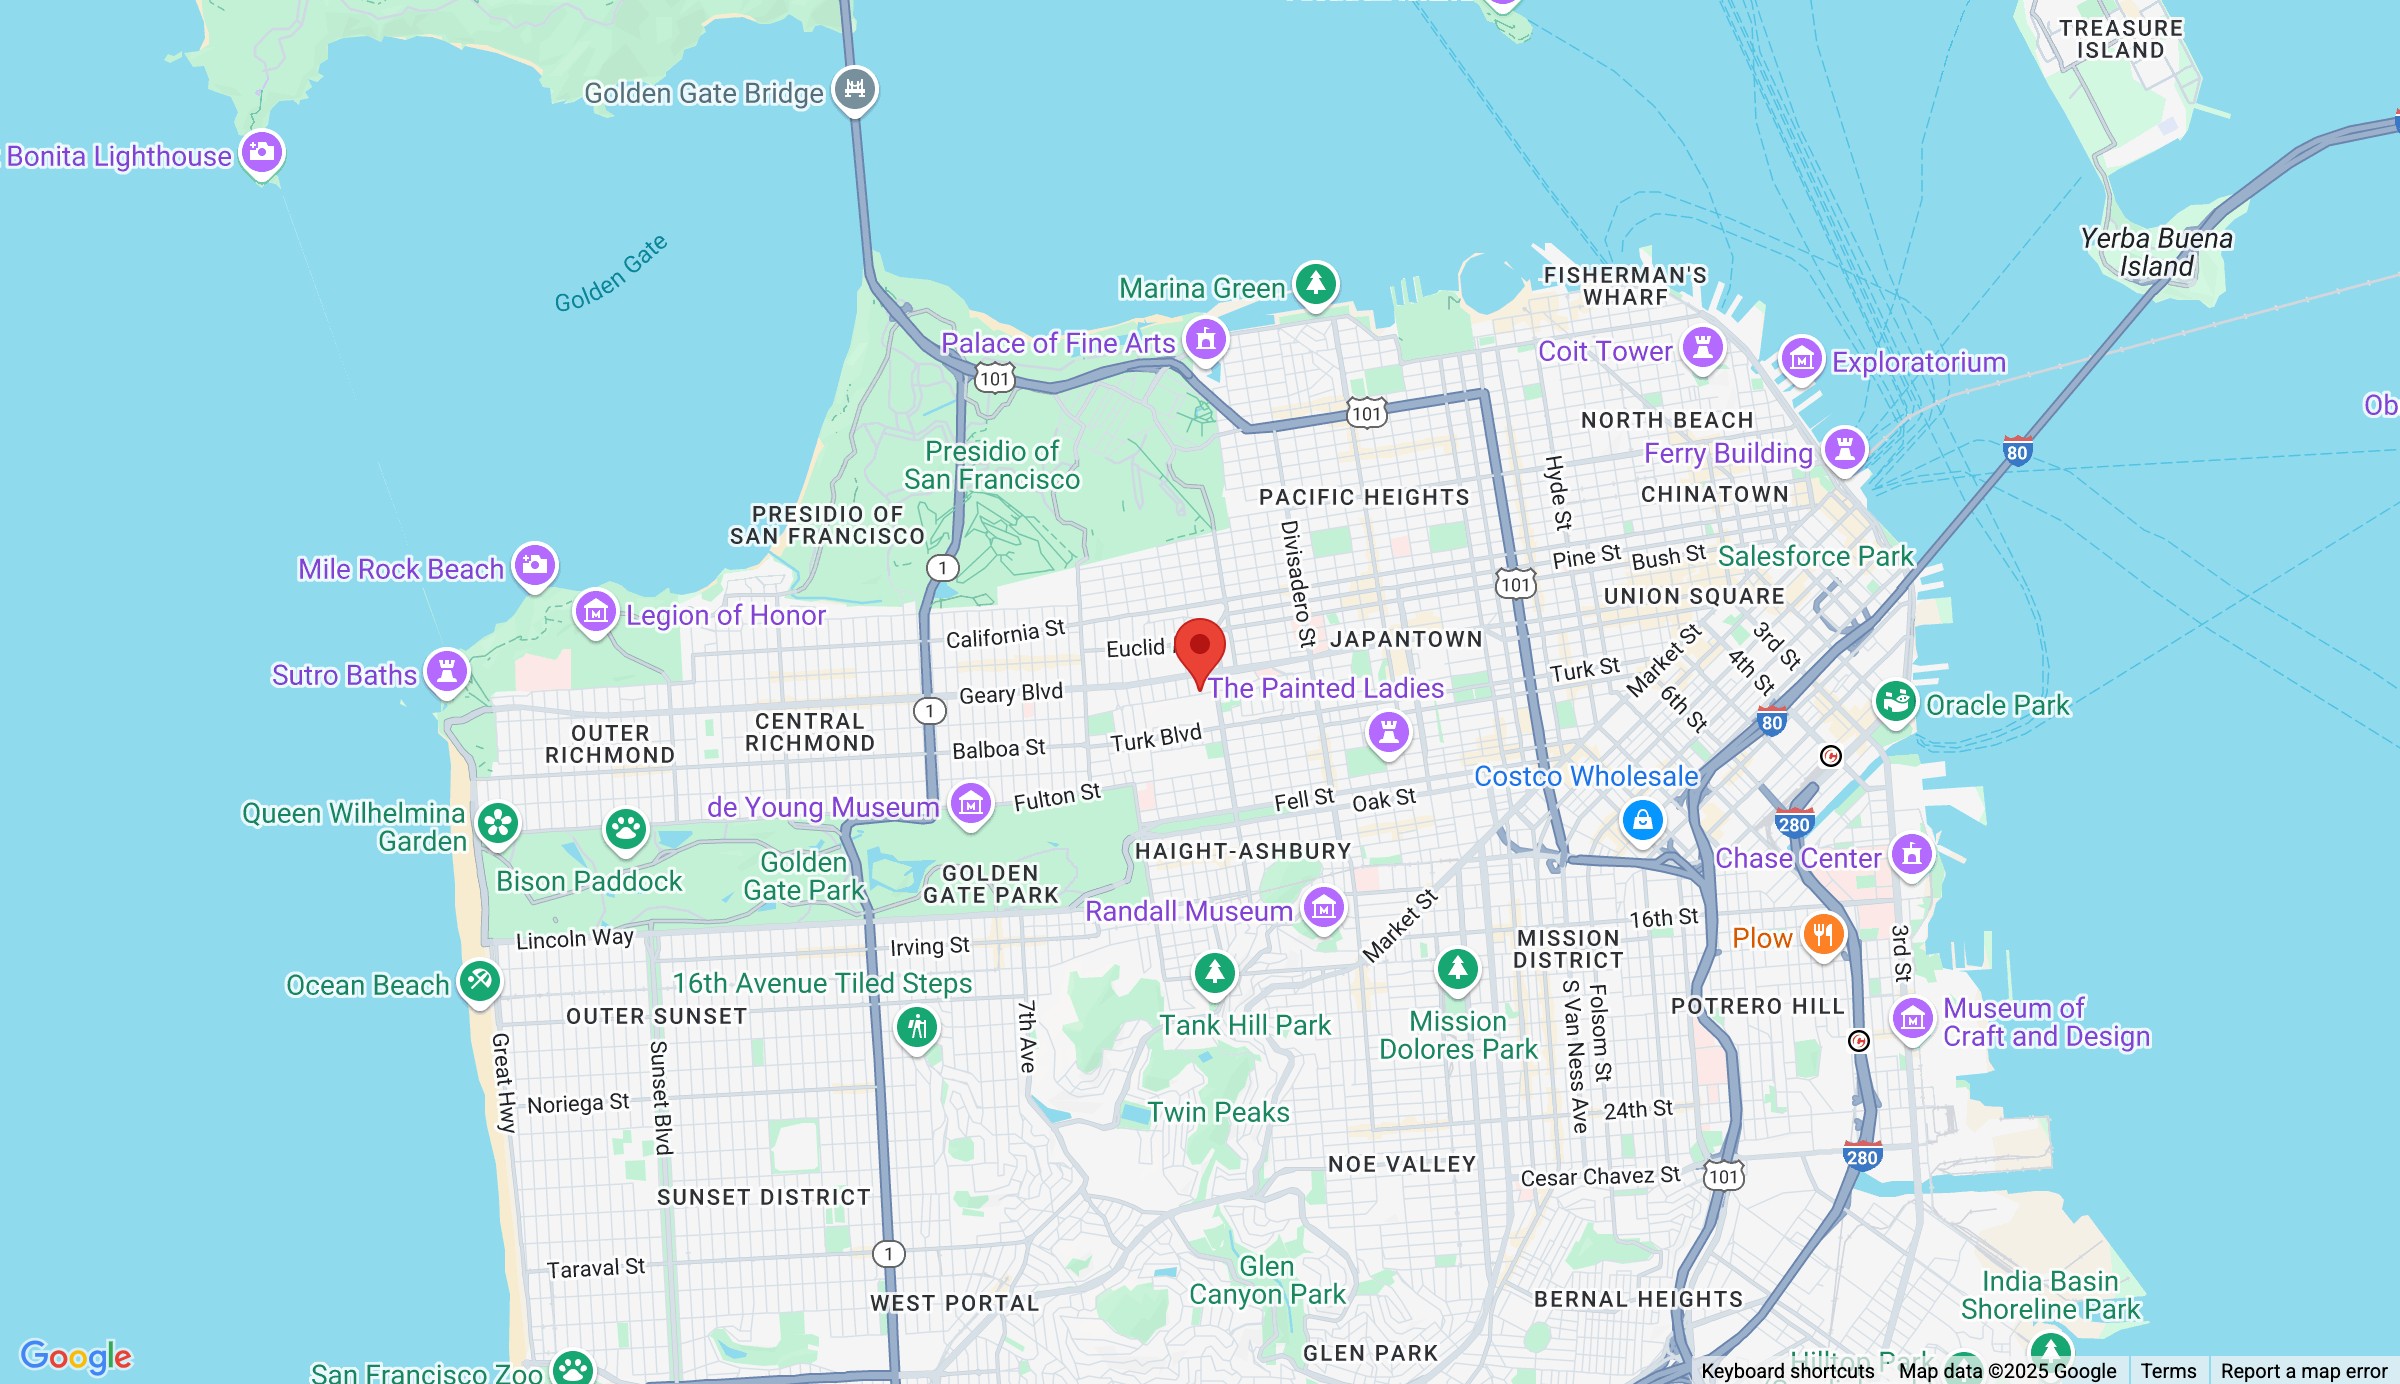 TREASURE
ISLAND
Golden Gate Bridge
Bonita Lighthouse
Golden Gate
Yerba Buena
Island
Marina Green
FISHERMAN'S
WHARF
Palace of Fine Arts
Coit Tower
Exploratorium
101
101
Ob
NORTH BEACH
Ferry Building
80
Presidio of
San Francisco
Hyde St
PACIFIC HEIGHTS
CHINATOWN
PRESIDIO OF
SAN FRANCISCO
Divisadero St
Pine St
Bush St
Salesforce Park
Mile Rock Beach
1
101
UNION SQUARE
Legion of Honor
California St
Euclid
JAPANTOWN
Market St
3rd St
4th St
6th St
Sutro Baths
Geary Blvd
The Painted Ladies
Turk St
Oracle Park
1
80
OUTER
RICHMOND
CENTRAL
RICHMOND
Balboa St
Turk Blvd
Costco Wholesale
de Young Museum
Fulton St
Fell St
Oak St
Queen Wilhelmina
Garden
280
HAIGHT-ASHBURY
Chase Center
Bison Paddock
Golden
Gate Park
GOLDEN
GATE PARK
Randall Museum
Market St
16th St
Plow
3rd St
Lincoln Way
Irving St
MISSION
DISTRICT
Ocean Beach
16th Avenue Tiled Steps
OUTER SUNSET
7th Ave
Tank Hill Park
Mission
Dolores Park
S Van Ness Ave
Folsom St
POTRERO HILL
Museum of
Craft and Design
Great Hwy
Sunset Blvd
Noriega St
Twin Peaks
24th St
NOE VALLEY
Cesar Chavez St
101
280
SUNSET DISTRICT
1
Taraval St
Glen
Canyon Park
India Basin
Shoreline Park
WEST PORTAL
BERNAL HEIGHTS
GLEN PARK
Hilltop Park
Google
San Francisco Zoo
Keyboard shortcuts
Map data ©2025 Google
Terms
Report a map error